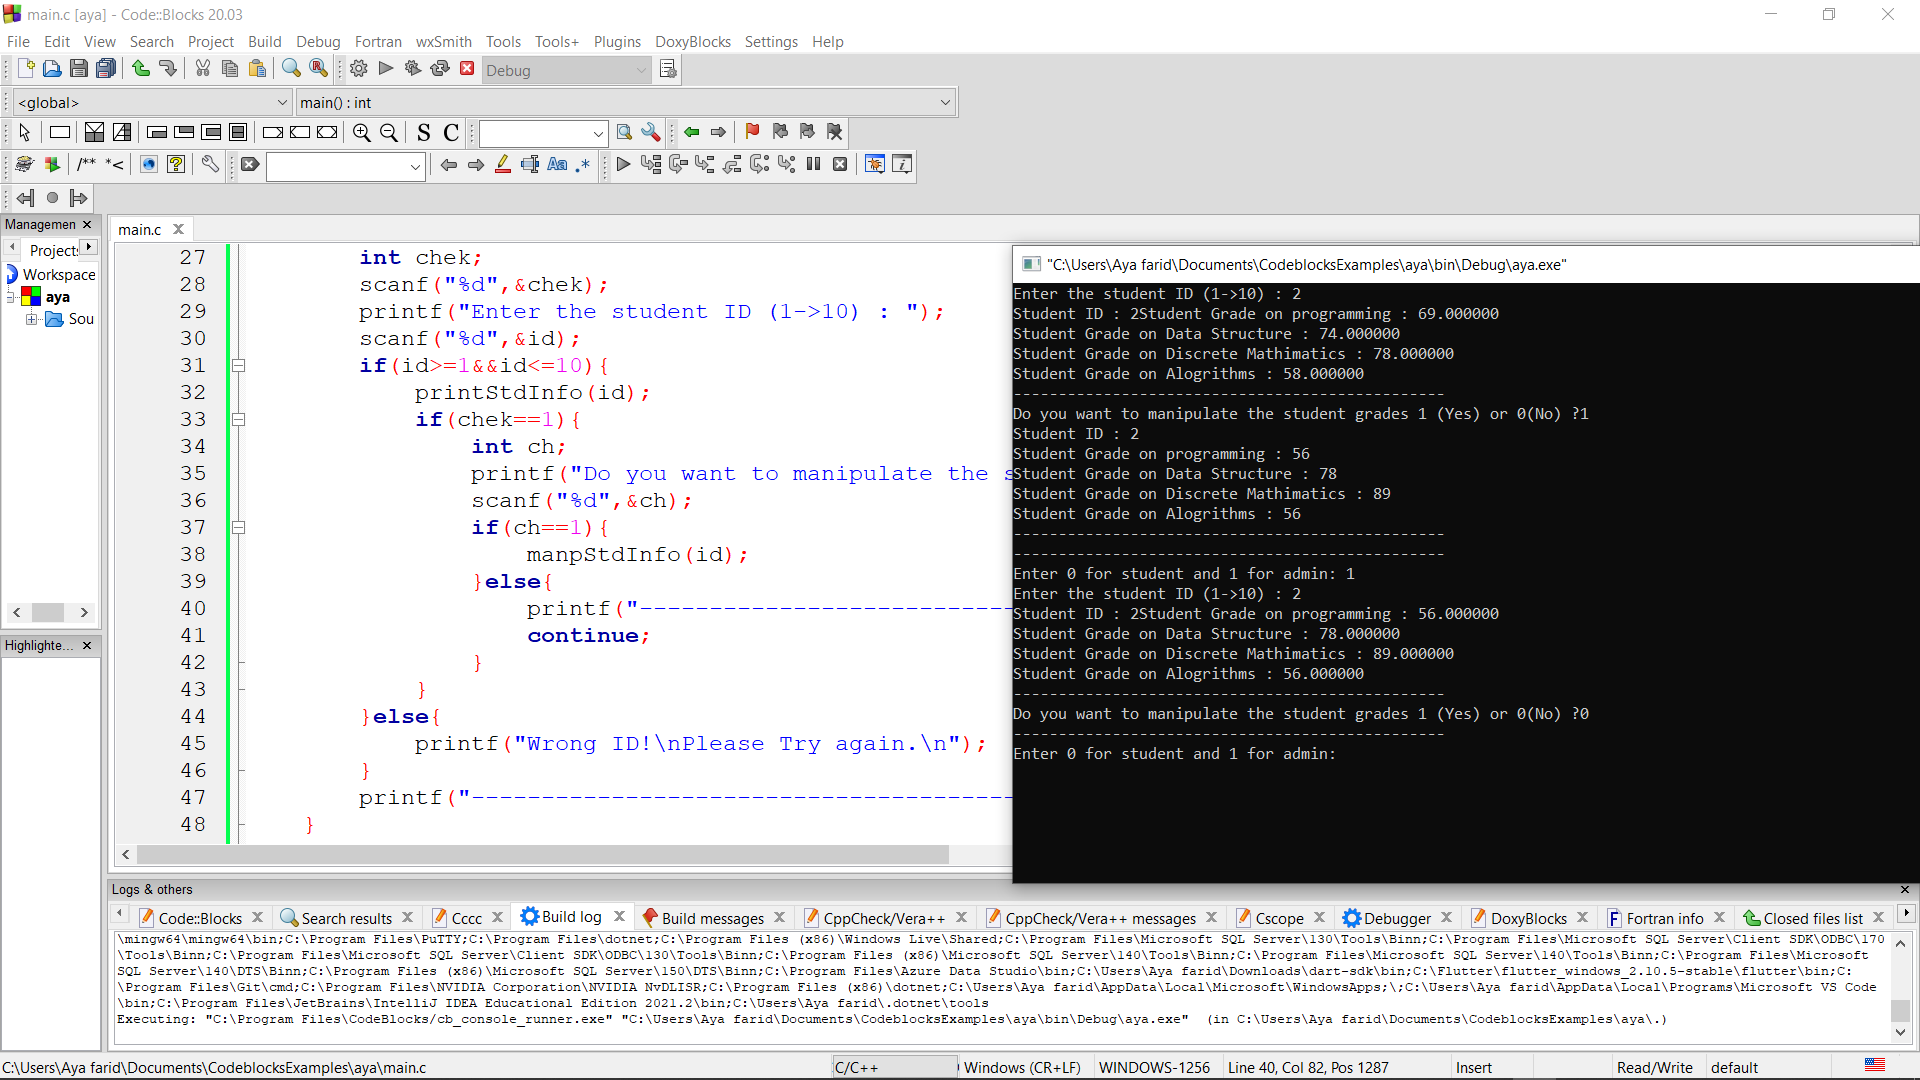 main.c [aya] - Code::Blocks 20.03
File Edit View Search Project Build Debug Fortran wxSmith Tools Tools+ Plugins DoxyBlocks Settings Help
Debug
<global> main() : int
S C
/** *< Aa .*
Managemen
Projects
Workspace
aya
Sou
Highlighte...
main.c
27 int chek;
28 scanf("%d",&chek);
29 printf("Enter the student ID (1->10) : ");
30 scanf("%d",&id);
31 if(id>=1&&id<=10){
32 printStdInfo(id);
33 if(chek==1){
34 int ch;
35 printf("Do you want to manipulate the s
36 scanf("%d",&ch);
37 if(ch==1){
38 manpStdInfo(id);
39 }else{
40 printf("---------------------------
41 continue;
42 }
43 }
44 }else{
45 printf("Wrong ID!\nPlease Try again.\n");
46 }
47 printf("---------------------------------------
48 }
"C:\Users\Aya farid\Documents\CodeblocksExamples\aya\bin\Debug\aya.exe"
Enter the student ID (1->10) : 2
Student ID : 2Student Grade on programming : 69.000000
Student Grade on Data Structure : 74.000000
Student Grade on Discrete Mathematics : 78.000000
Student Grade on Alogrithms : 58.000000
------------------------------------------------
Do you want to manipulate the student grades 1 (Yes) or 0(No) ?1
Student ID : 2
Student Grade on programming : 56
Student Grade on Data Structure : 78
Student Grade on Discrete Mathematics : 89
Student Grade on Alogrithms : 56
------------------------------------------------
------------------------------------------------
Enter 0 for student and 1 for admin: 1
Enter the student ID (1->10) : 2
Student ID : 2Student Grade on programming : 56.000000
Student Grade on Data Structure : 78.000000
Student Grade on Discrete Mathematics : 89.000000
Student Grade on Alogrithms : 56.000000
------------------------------------------------
Do you want to manipulate the student grades 1 (Yes) or 0(No) ?0
------------------------------------------------
Enter 0 for student and 1 for admin:
Logs & others
Code::Blocks Search results Cccc Build log Build messages CppCheck/Vera++ CppCheck/Vera++ messages Cscope Debugger DoxyBlocks Fortran info Closed files list
\mingw64\mingw64\bin;C:\Program Files\PuTTY;C:\Program Files\dotnet;C:\Program Files (x86)\Windows Live\Shared;C:\Program Files\Microsoft SQL Server\130\Tools\Binn;C:\Program Files\Microsoft SQL Server\Client SDK\ODBC\170
\Tools\Binn;C:\Program Files\Microsoft SQL Server\Client SDK\ODBC\130\Tools\Binn;C:\Program Files (x86)\Microsoft SQL Server\140\Tools\Binn;C:\Program Files\Microsoft SQL Server\140\Tools\Binn;C:\Program Files\Microsoft
SQL Server\140\DTS\Binn;C:\Program Files (x86)\Microsoft SQL Server\150\DTS\Binn;C:\Program Files\Azure Data Studio\bin;C:\Users\Aya farid\Downloads\dart-sdk\bin;C:\Flutter\flutter_windows_2.10.5-stable\flutter\bin;C:
\Program Files\Git\cmd;C:\Program Files\NVIDIA Corporation\NVIDIA NvDLISR;C:\Program Files (x86)\dotnet;C:\Users\Aya farid\AppData\Local\Microsoft\WindowsApps;\;C:\Users\Aya farid\AppData\Local\Programs\Microsoft VS Code
\bin;C:\Program Files\JetBrains\IntelliJ IDEA Educational Edition 2021.2\bin;C:\Users\Aya farid\.dotnet\tools
Executing: "C:\Program Files\CodeBlocks/cb_console_runner.exe" "C:\Users\Aya farid\Documents\CodeblocksExamples\aya\bin\Debug\aya.exe" (in C:\Users\Aya farid\Documents\CodeblocksExamples\aya\.)
C:\Users\Aya farid\Documents\CodeblocksExamples\aya\main.c C/C++ Windows (CR+LF) WINDOWS-1256 Line 40, Col 82, Pos 1287 Insert Read/Write default